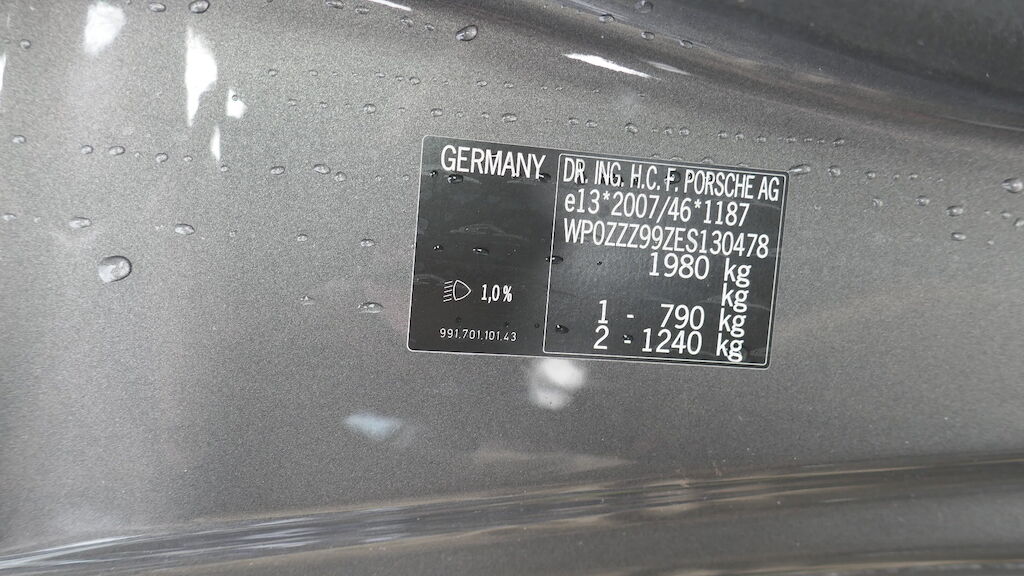 GERMANY
1,0%
991.701.101.43
DR. ING. H.C. F. PORSCHE AG
e13*2007/46*1187
WP0ZZZ99ZES130478
1980 kg
kg
1 - 790 kg
2 - 1240 kg